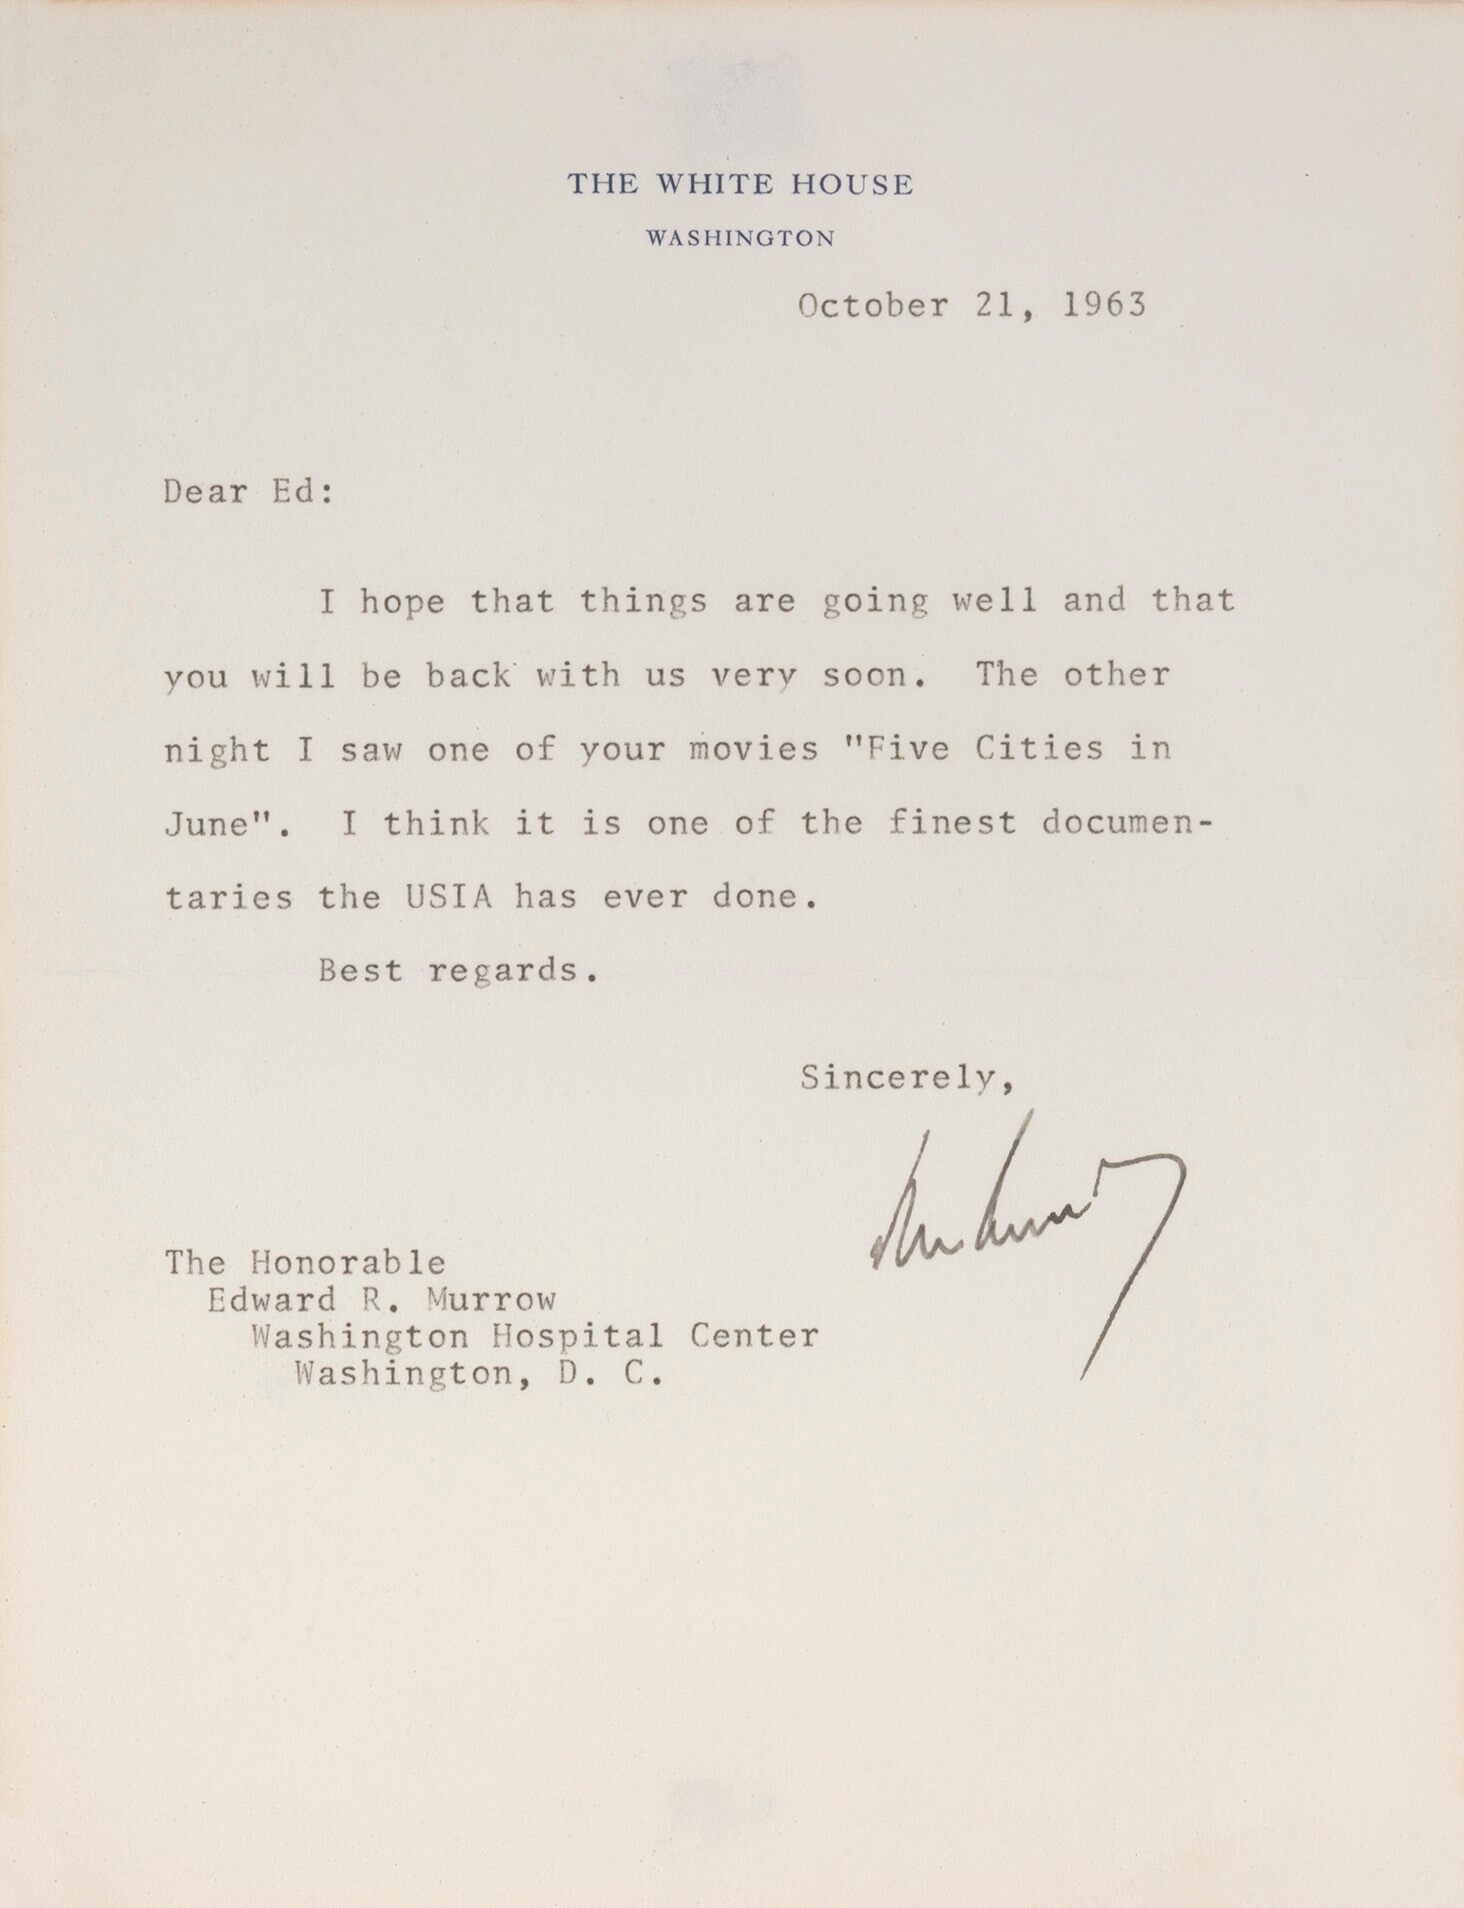 THE WHITE HOUSE
WASHINGTON
October 21, 1963
Dear Ed:
I hope that things are going well and that
you will be back with us very soon.  The other
night I saw one of your movies "Five Cities in
June".  I think it is one of the finest documen-
taries the USIA has ever done.
Best regards.
Sincerely,
The Honorable
Edward R. Murrow
Washington Hospital Center
Washington, D. C.